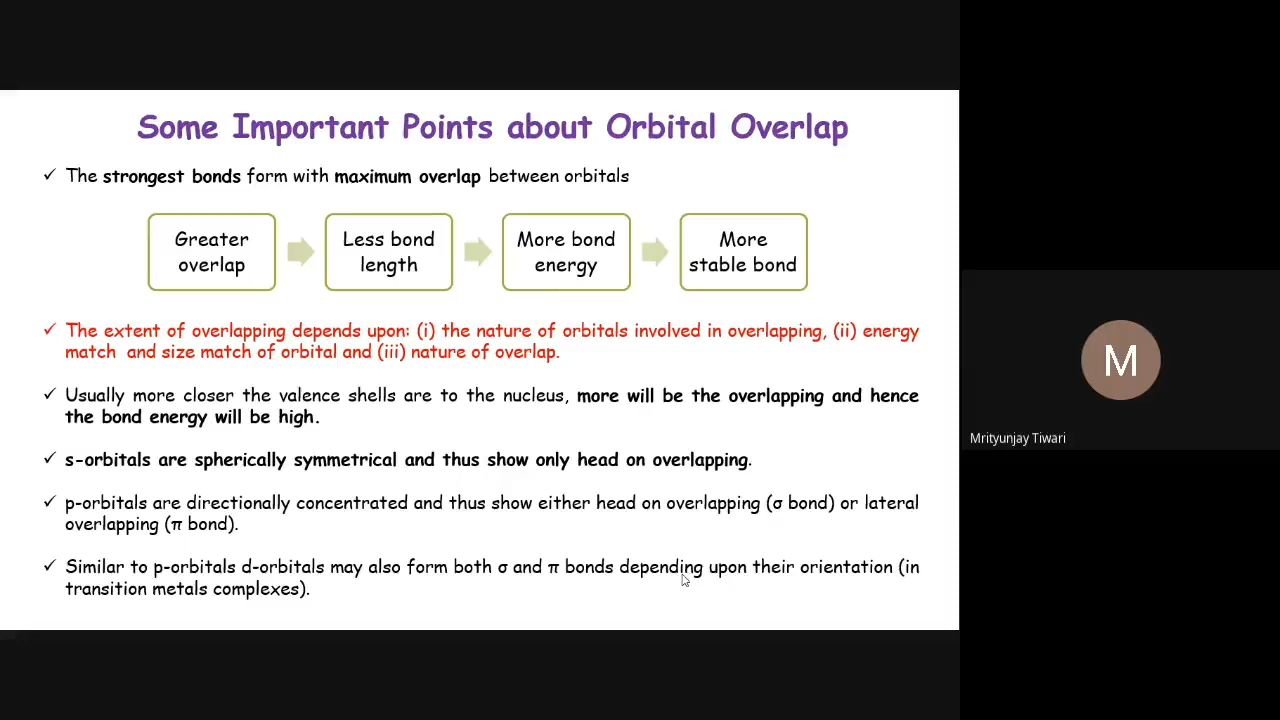 Some Important Points about Orbital Overlap
✓ The strongest bonds form with maximum overlap between orbitals
Greater
overlap
Less bond
length
More bond
energy
More
stable bond
✓ The extent of overlapping depends upon: (i) the nature of orbitals involved in overlapping, (ii) energy
match and size match of orbital and (iii) nature of overlap.
✓ Usually more closer the valence shells are to the nucleus, more will be the overlapping and hence
the bond energy will be high.
✓ s-orbitals are spherically symmetrical and thus show only head on overlapping.
✓ p-orbitals are directionally concentrated and thus show either head on overlapping (σ bond) or lateral
overlapping (π bond).
✓ Similar to p-orbitals d-orbitals may also form both σ and π bonds depending upon their orientation (in
transition metals complexes).
M
Mrityunjay Tiwari